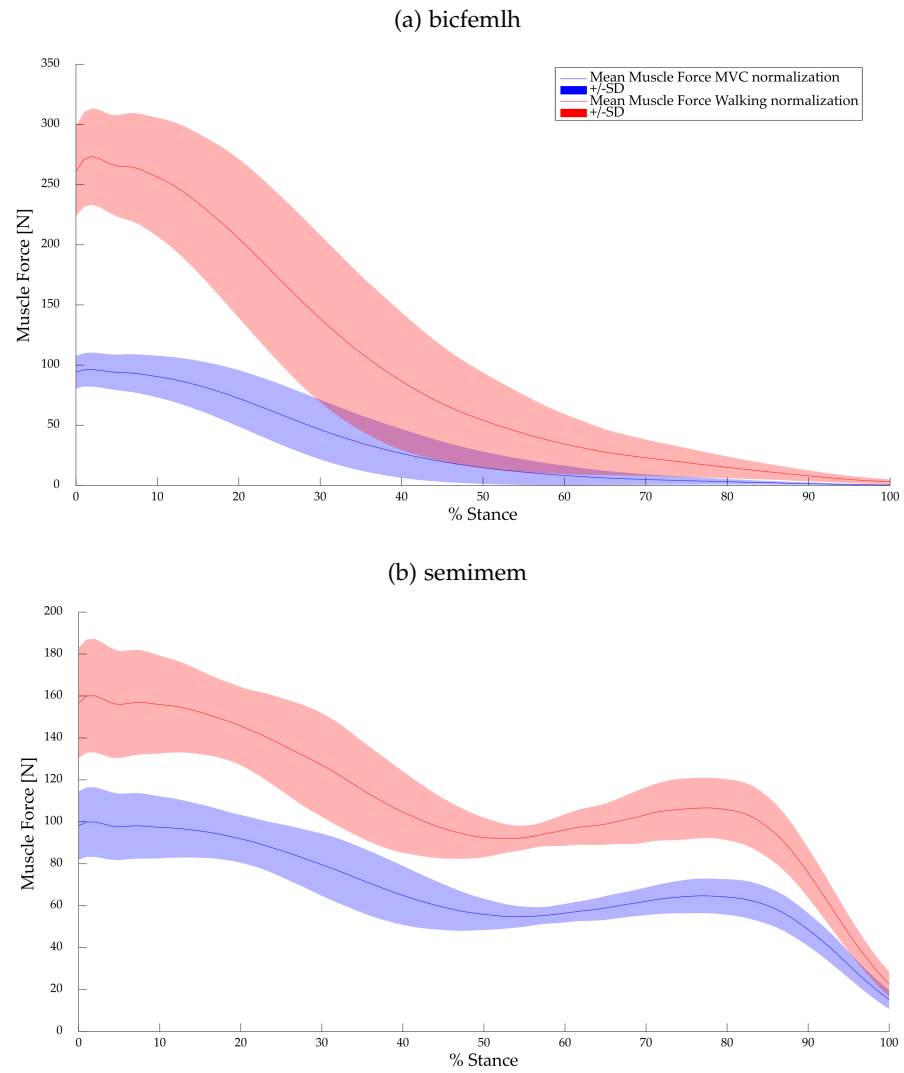 (a) bicfemlh
350
300
250
200
150
100
50
0
Muscle Force [N]
Mean Muscle Force MVC normalization
+/-SD
Mean Muscle Force Walking normalization
+/-SD
0 10 20 30 40 50 60 70 80 90 100
% Stance
(b) semimem
200
180
160
140
120
100
80
60
40
20
0
Muscle Force [N]
0 10 20 30 40 50 60 70 80 90 100
% Stance